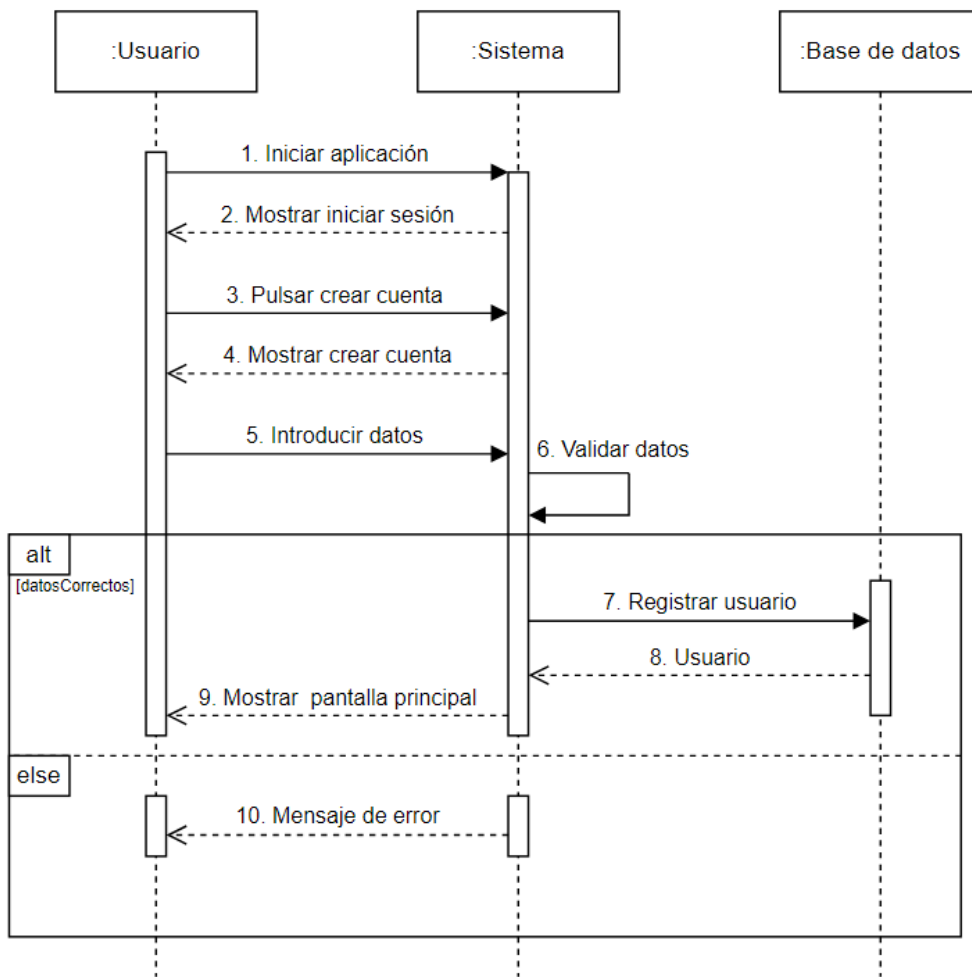 :Usuario
:Sistema
:Base de datos
1. Iniciar aplicación
2. Mostrar iniciar sesión
3. Pulsar crear cuenta
4. Mostrar crear cuenta
5. Introducir datos
6. Validar datos
alt
[datosCorrectos]
7. Registrar usuario
8. Usuario
9. Mostrar  pantalla principal
else
10. Mensaje de error